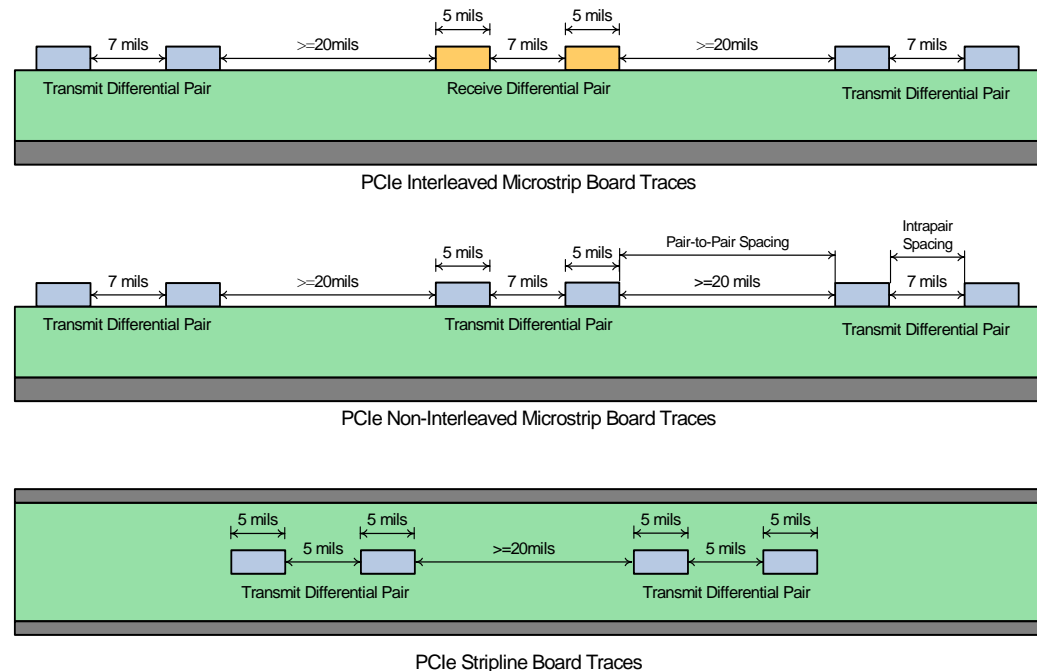 5 mils 5 mils
7 mils >=20mils 7 mils >=20mils 7 mils
Transmit Differential Pair Receive Differential Pair Transmit Differential Pair
PCIe Interleaved Microstrip Board Traces
Intrapair
Spacing
5 mils 5 mils Pair-to-Pair Spacing
7 mils >=20mils 7 mils >=20 mils 7 mils
Transmit Differential Pair Transmit Differential Pair Transmit Differential Pair
PCIe Non-Interleaved Microstrip Board Traces
5 mils 5 mils 5 mils 5 mils
5 mils >=20mils 5 mils
Transmit Differential Pair Transmit Differential Pair
PCIe Stripline Board Traces